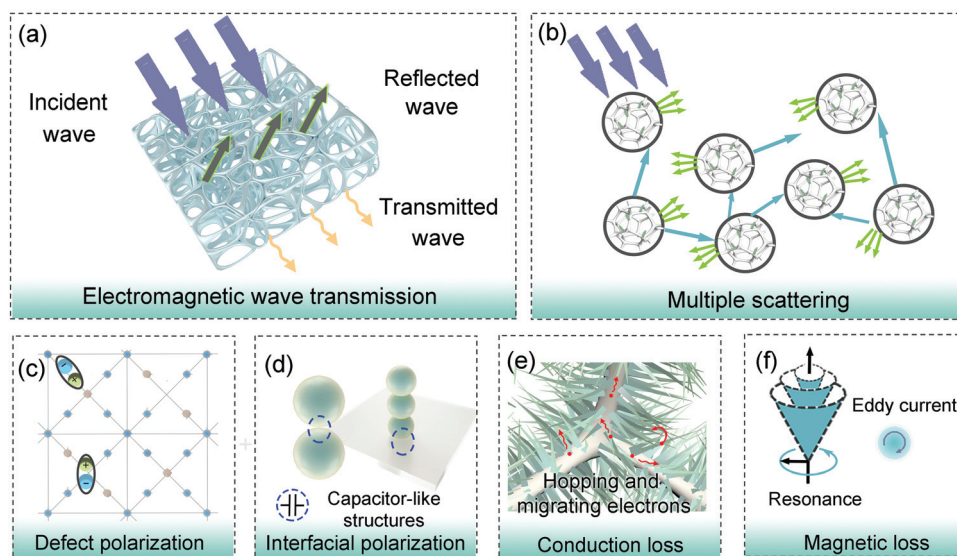 (a)
Incident
wave
Reflected
wave
Transmitted
wave
Electromagnetic wave transmission
(b)
Multiple scattering
(c)
- +
+ -
Defect polarization
(d)
Capacitor-like
structures
Interfacial polarization
(e)
Hopping and
migrating electrons
Conduction loss
(f)
Eddy current
Resonance
Magnetic loss